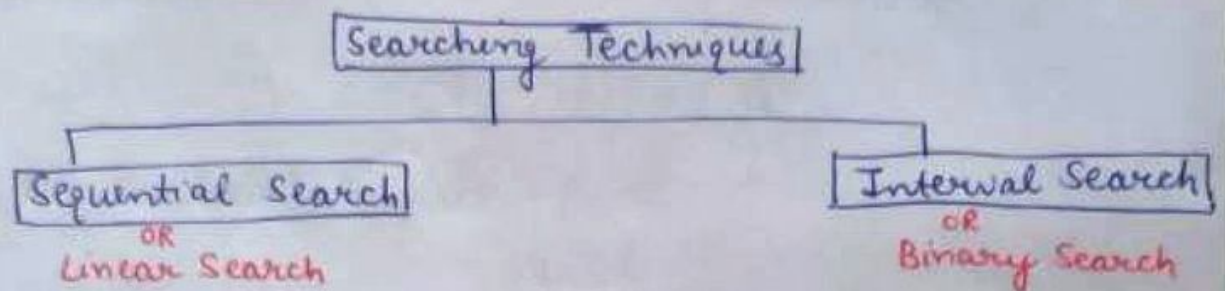 Searching Techniques
Sequential Search
OR
Linear Search
Interval Search
OR
Binary Search